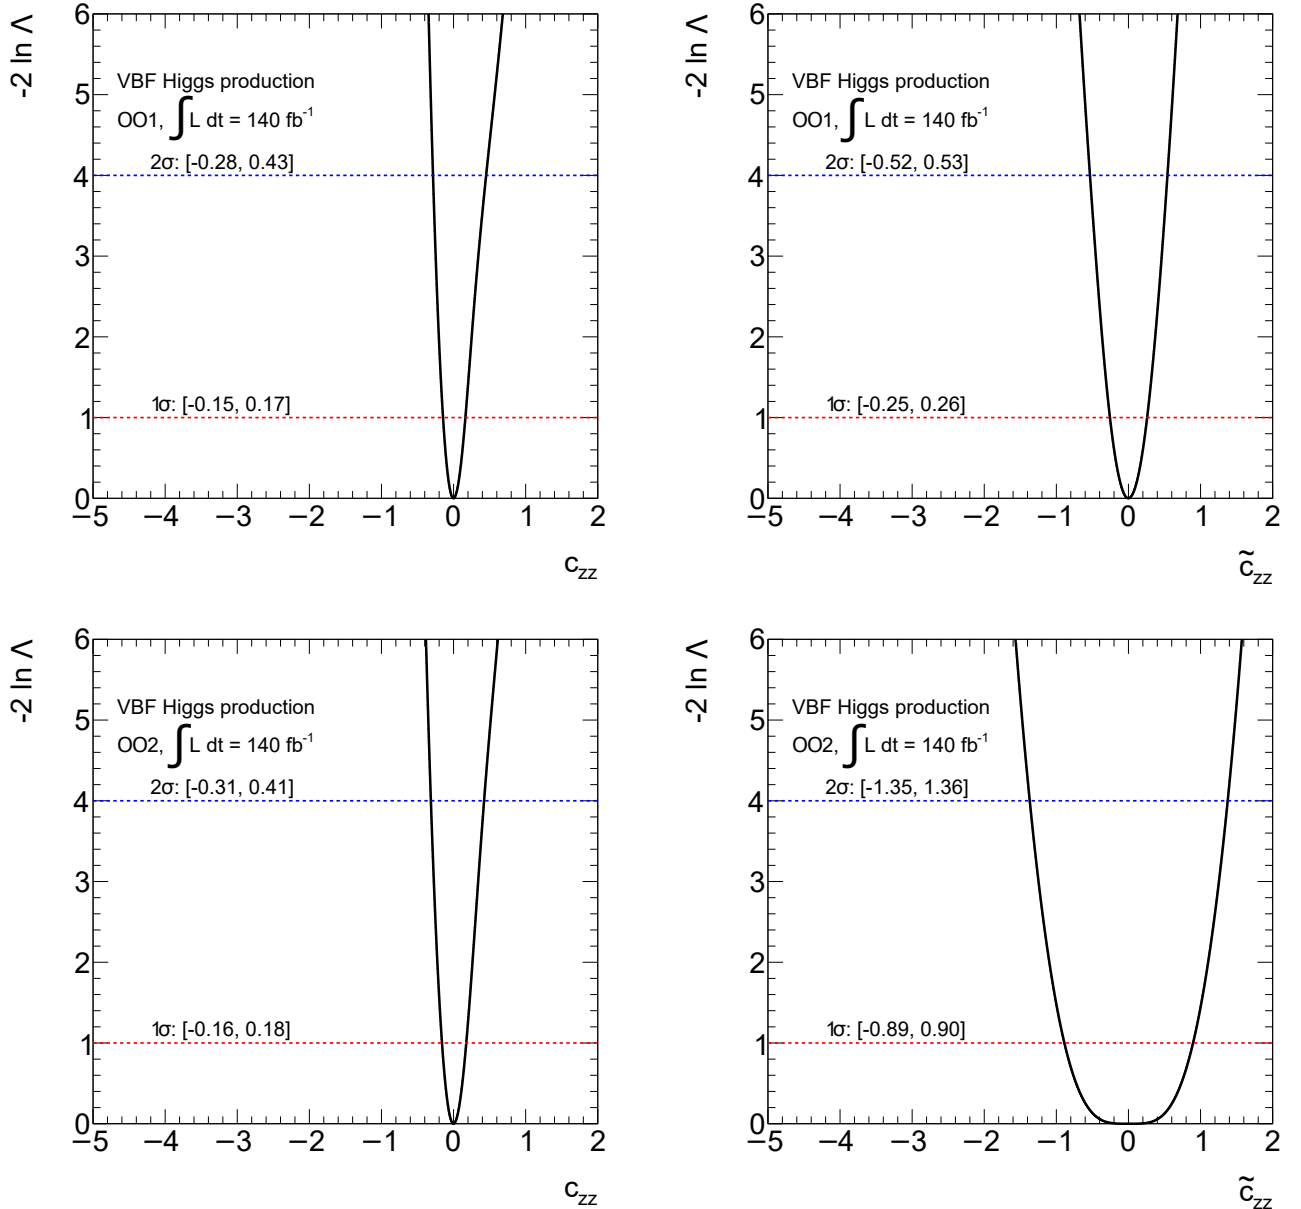 -2 ln Λ
6
5
4
3
2
1
0
VBF Higgs production
OO1, ∫L dt = 140 fb⁻¹
2σ: [-0.28, 0.43]
1σ: [-0.15, 0.17]
−5 −4 −3 −2 −1 0 1 2
c_zz
-2 ln Λ
6
5
4
3
2
1
0
VBF Higgs production
OO1, ∫L dt = 140 fb⁻¹
2σ: [-0.52, 0.53]
1σ: [-0.25, 0.26]
−5 −4 −3 −2 −1 0 1 2
c̃_zz
-2 ln Λ
6
5
4
3
2
1
0
VBF Higgs production
OO2, ∫L dt = 140 fb⁻¹
2σ: [-0.31, 0.41]
1σ: [-0.16, 0.18]
−5 −4 −3 −2 −1 0 1 2
c_zz
-2 ln Λ
6
5
4
3
2
1
0
VBF Higgs production
OO2, ∫L dt = 140 fb⁻¹
2σ: [-1.35, 1.36]
1σ: [-0.89, 0.90]
−5 −4 −3 −2 −1 0 1 2
c̃_zz